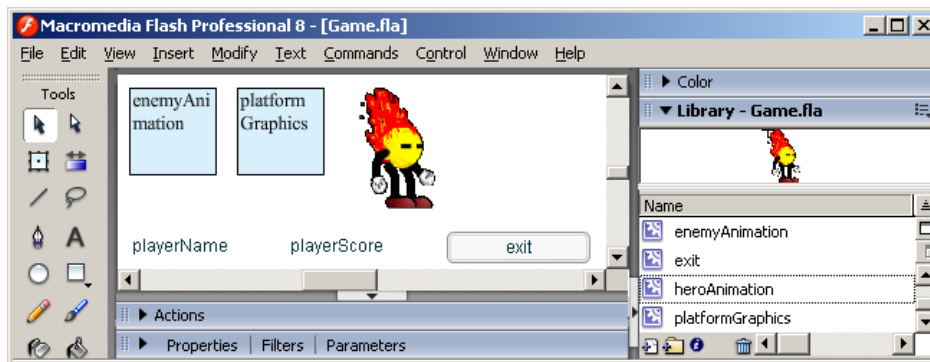 Macromedia Flash Professional 8 - [Game.fla]
File Edit View Insert Modify Text Commands Control Window Help
Tools
enemyAni
mation
platform
Graphics
playerName playerScore exit
Actions
Properties | Filters | Parameters
Color
Library - Game.fla
Name
enemyAnimation
exit
heroAnimation
platformGraphics